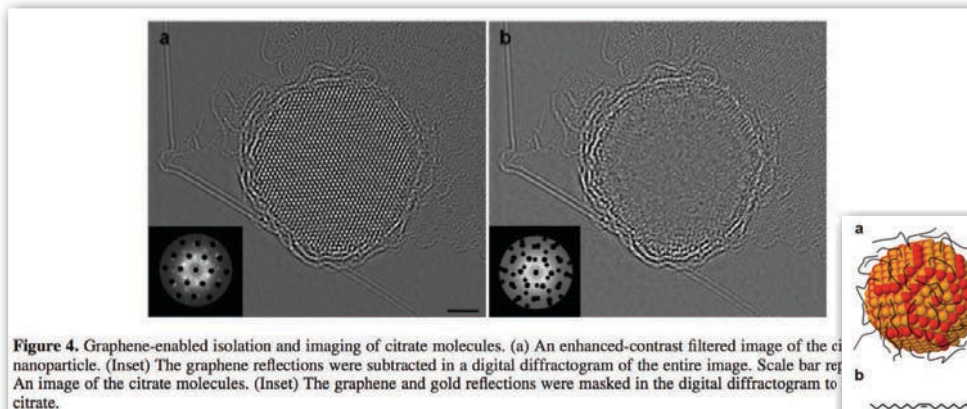 a
b
Figure 4. Graphene-enabled isolation and imaging of citrate molecules. (a) An enhanced-contrast filtered image of the
nanoparticle. (Inset) The graphene reflections were subtracted in a digital diffractogram of the entire image. Scale bar
An image of the citrate molecules. (Inset) The graphene and gold reflections were masked in the digital diffractogram to
citrate.
a
b